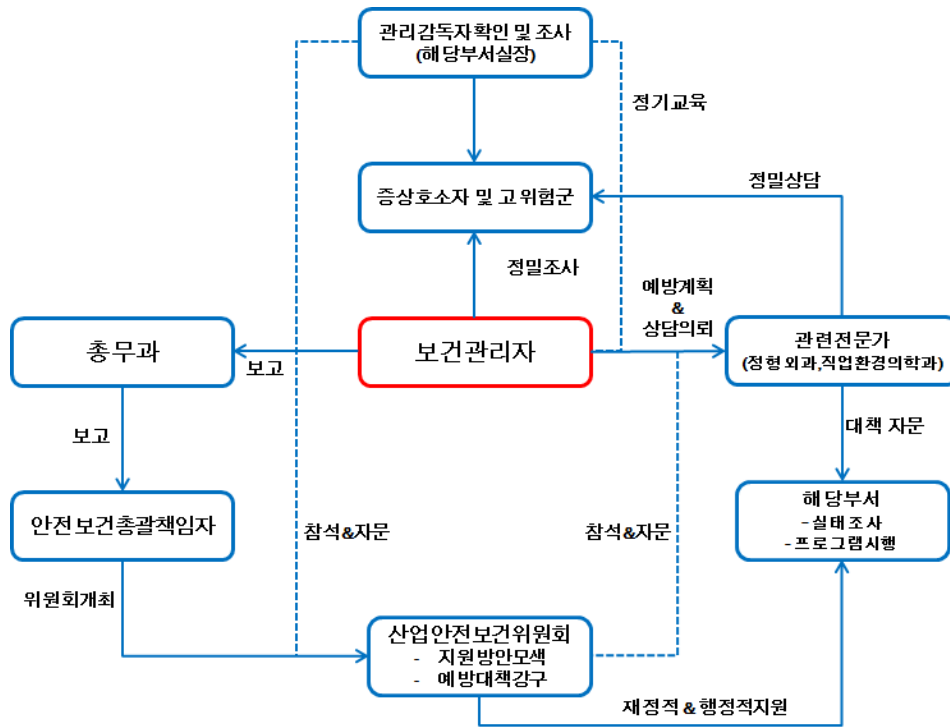 관리감독자확인 및 조사
(해당부서실장)
정기교육
증상호소자 및 고위험군
정밀상담
정밀조사
예방계획
&
상담의뢰
총무과
보고
보건관리자
관련전문가
(정형외과,직업환경의학과)
보고
대책 자문
안전보건총괄책임자
참석&자문
참석&자문
해당부서
- 실태조사
- 프로그램시행
위원회개최
산업안전보건위원회
- 지원방안모색
- 예방대책강구
재정적&행정적지원